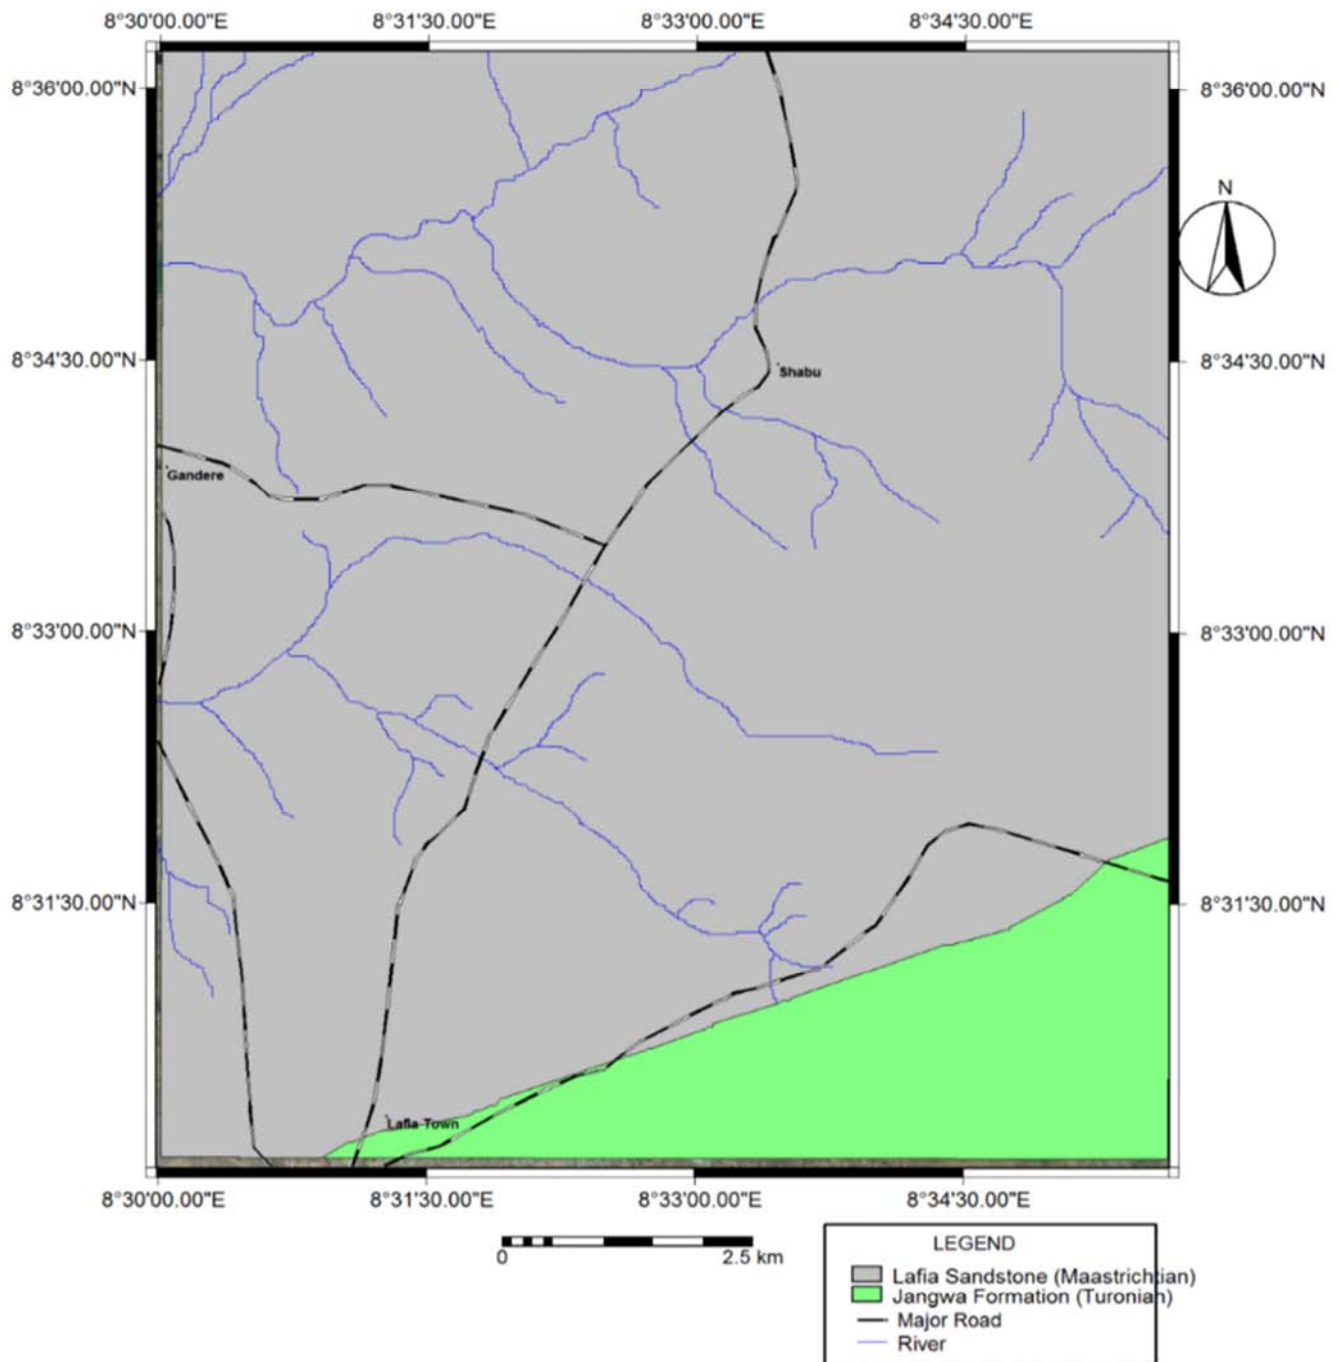 8°30'00.00"E 8°31'30.00"E 8°33'00.00"E 8°34'30.00"E
8°36'00.00"N 8°36'00.00"N
N
8°34'30.00"N 8°34'30.00"N
Shabu
Gandere
8°33'00.00"N 8°33'00.00"N
8°31'30.00"N 8°31'30.00"N
Lafia Town
8°30'00.00"E 8°31'30.00"E 8°33'00.00"E 8°34'30.00"E
0 2.5 km
LEGEND
Lafia Sandstone (Maastrichtian)
Jangwa Formation (Turonian)
Major Road
River